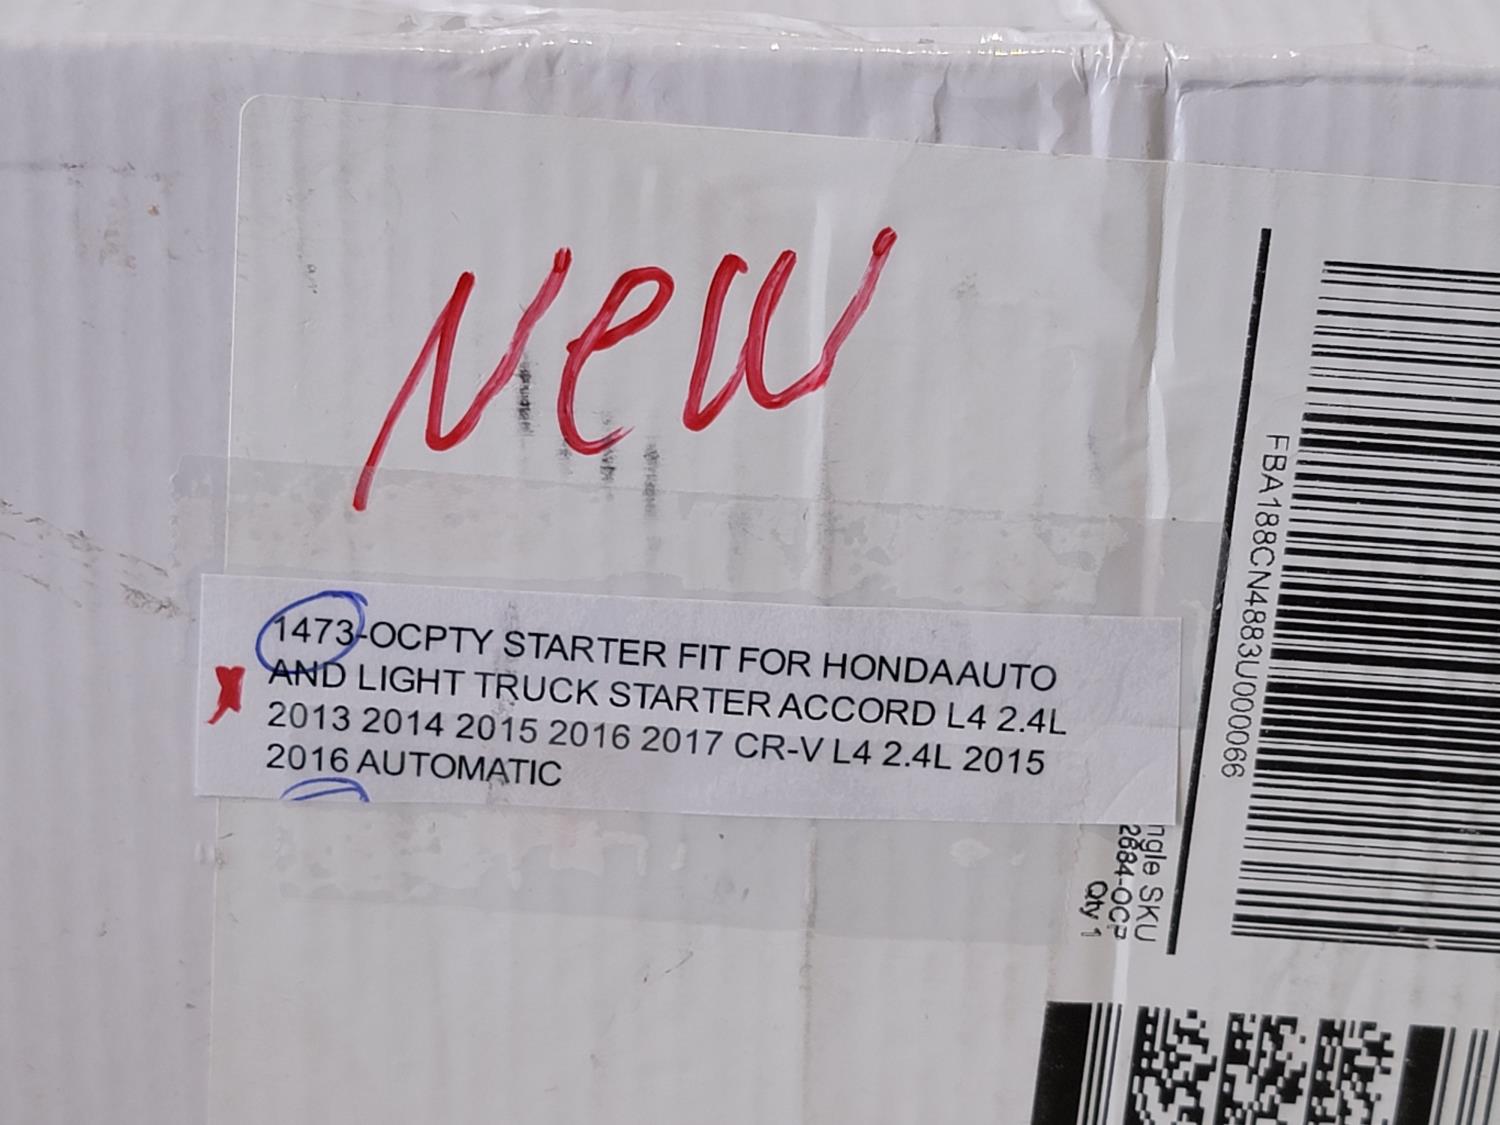 New
1473-OCPTY STARTER FIT FOR HONDAAUTO
AND LIGHT TRUCK STARTER ACCORD L4 2.4L
2013 2014 2015 2016 2017 CR-V L4 2.4L 2015
2016 AUTOMATIC
FBA188CN4883U000066
ngle SKU
2684-OCP
Qty 1